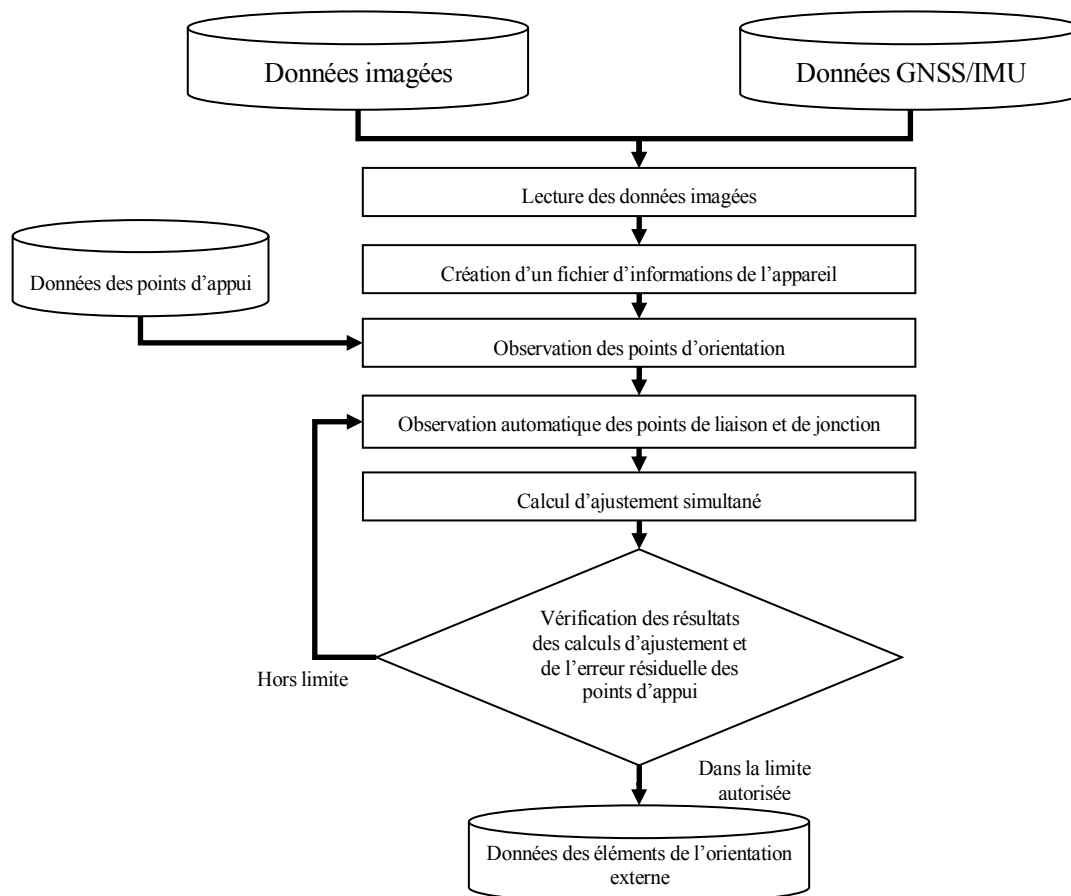 Données imagées
Données GNSS/IMU
Lecture des données imagées
Création d’un fichier d’informations de l’appareil
Données des points d’appui
Observation des points d’orientation
Observation automatique des points de liaison et de jonction
Calcul d’ajustement simultané
Vérification des résultats
des calculs d’ajustement et
de l’erreur résiduelle des
points d’appui
Hors limite
Dans la limite
autorisée
Données des éléments de l’orientation
externe